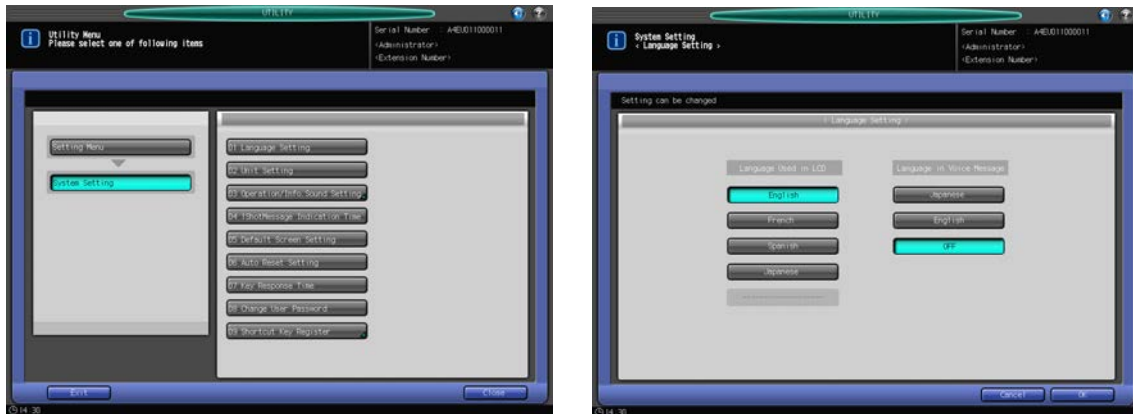 UTILITY
Utility Menu
Please select one of following items
Serial Number : A4EU011000011
<Administrator>
<Extension Number>
Setting Menu
System Setting
01 Language Setting
02 Unit Setting
03 Operation/Info.Sound Setting
04 1ShotMessage Indication Time
05 Default Screen Setting
06 Auto Reset Setting
07 Key Response Time
08 Change User Password
09 Shortcut Key Register
Exit
Close
14:30
UTILITY
System Setting
< Language Setting >
Serial Number : A4EU011000011
<Administrator>
<Extension Number>
Setting can be changed
< Language Setting >
Language Used in LCD
Language in Voice Message
English
Japanese
French
English
Spanish
OFF
Japanese
Cancel
OK
14:30